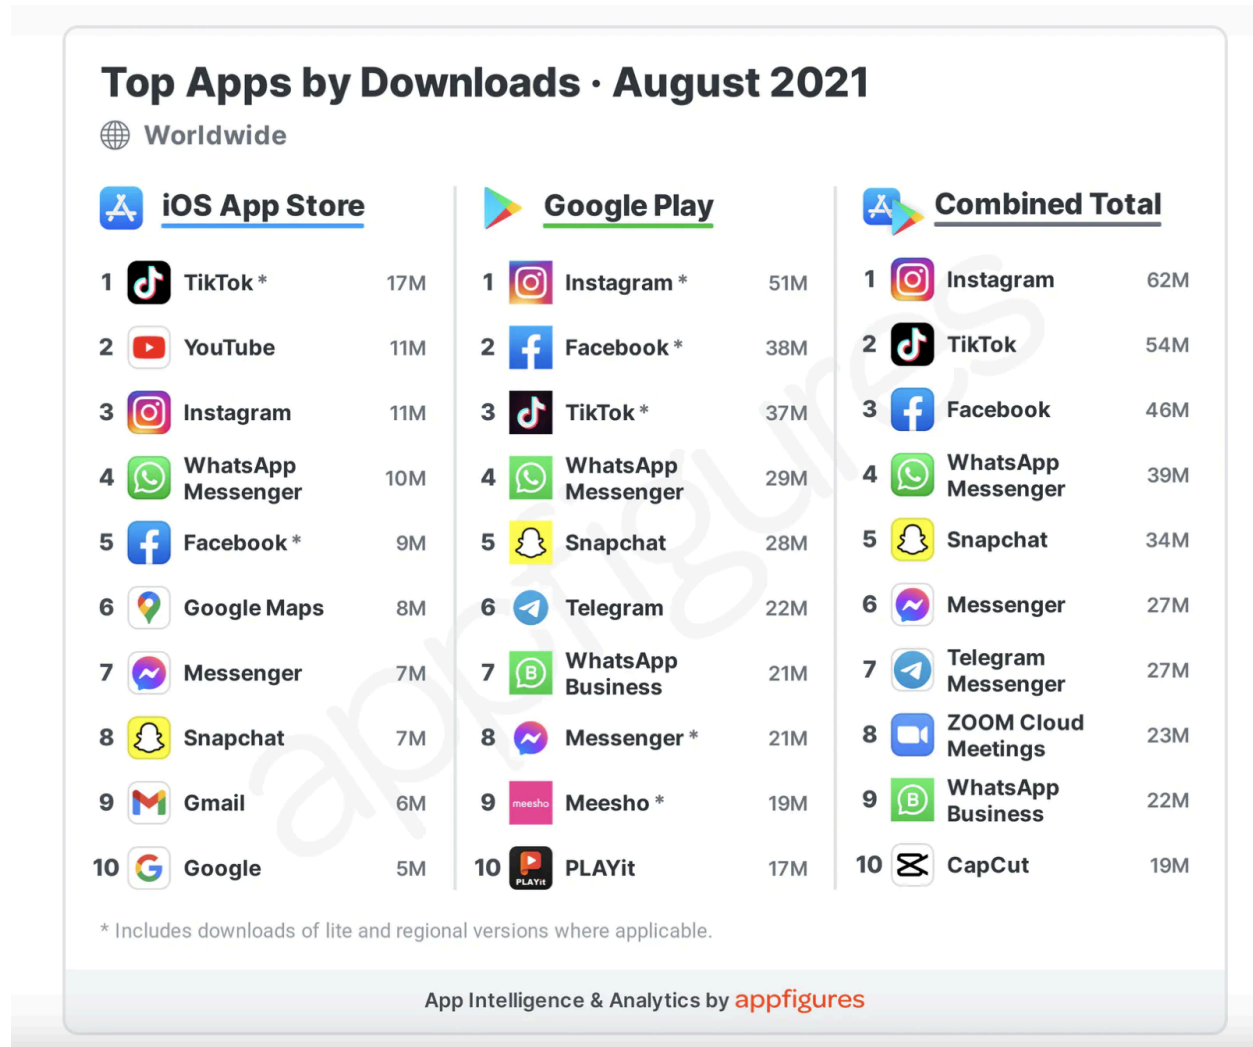 Top Apps by Downloads · August 2021
Worldwide
iOS App Store
1 TikTok * 17M
2 YouTube 11M
3 Instagram 11M
4 WhatsApp Messenger 10M
5 Facebook * 9M
6 Google Maps 8M
7 Messenger 7M
8 Snapchat 7M
9 Gmail 6M
10 Google 5M
Google Play
1 Instagram * 51M
2 Facebook * 38M
3 TikTok * 37M
4 WhatsApp Messenger 29M
5 Snapchat 28M
6 Telegram 22M
7 WhatsApp Business 21M
8 Messenger * 21M
9 meesho Meesho * 19M
10 PLAYit PLAYit 17M
Combined Total
1 Instagram 62M
2 TikTok 54M
3 Facebook 46M
4 WhatsApp Messenger 39M
5 Snapchat 34M
6 Messenger 27M
7 Telegram Messenger 27M
8 ZOOM Cloud Meetings 23M
9 WhatsApp Business 22M
10 CapCut 19M
appfigures
* Includes downloads of lite and regional versions where applicable.
App Intelligence & Analytics by appfigures